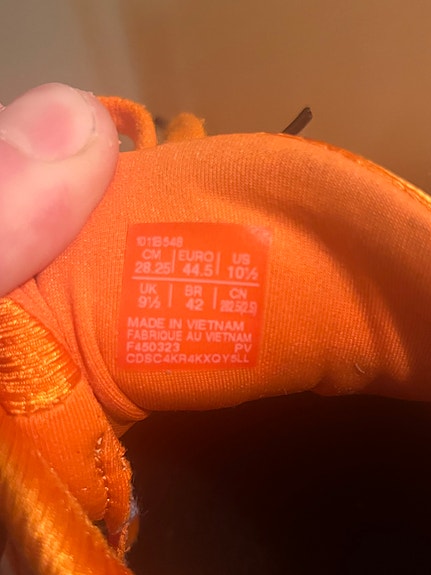 1011B548
CM EURO US
28.25 44.5 10½
UK BR CN
9½ 42
MADE IN VIETNAM
FABRIQUE AU VIETNAM
F450323 PV
CDSC4KR4KXQY5LL